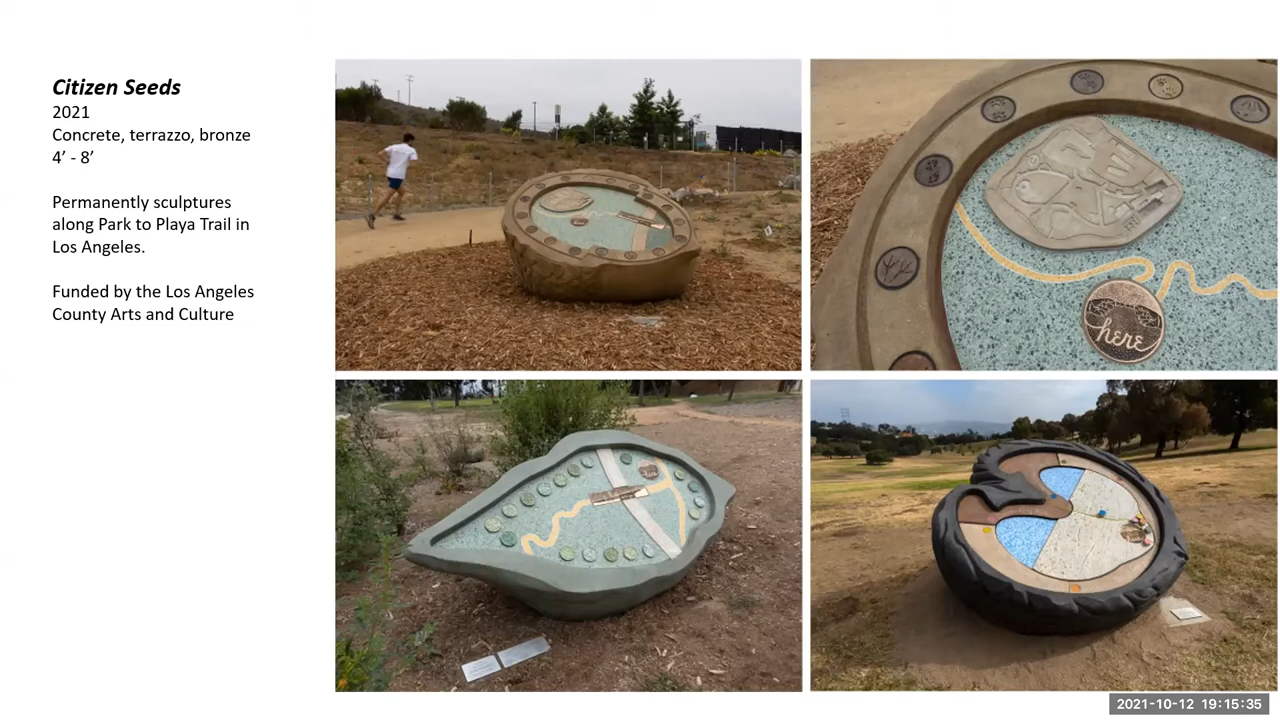 Citizen Seeds
2021
Concrete, terrazzo, bronze
4’ - 8’
Permanently sculptures
along Park to Playa Trail in
Los Angeles.
Funded by the Los Angeles
County Arts and Culture
here
2021-10-12 19:15:35